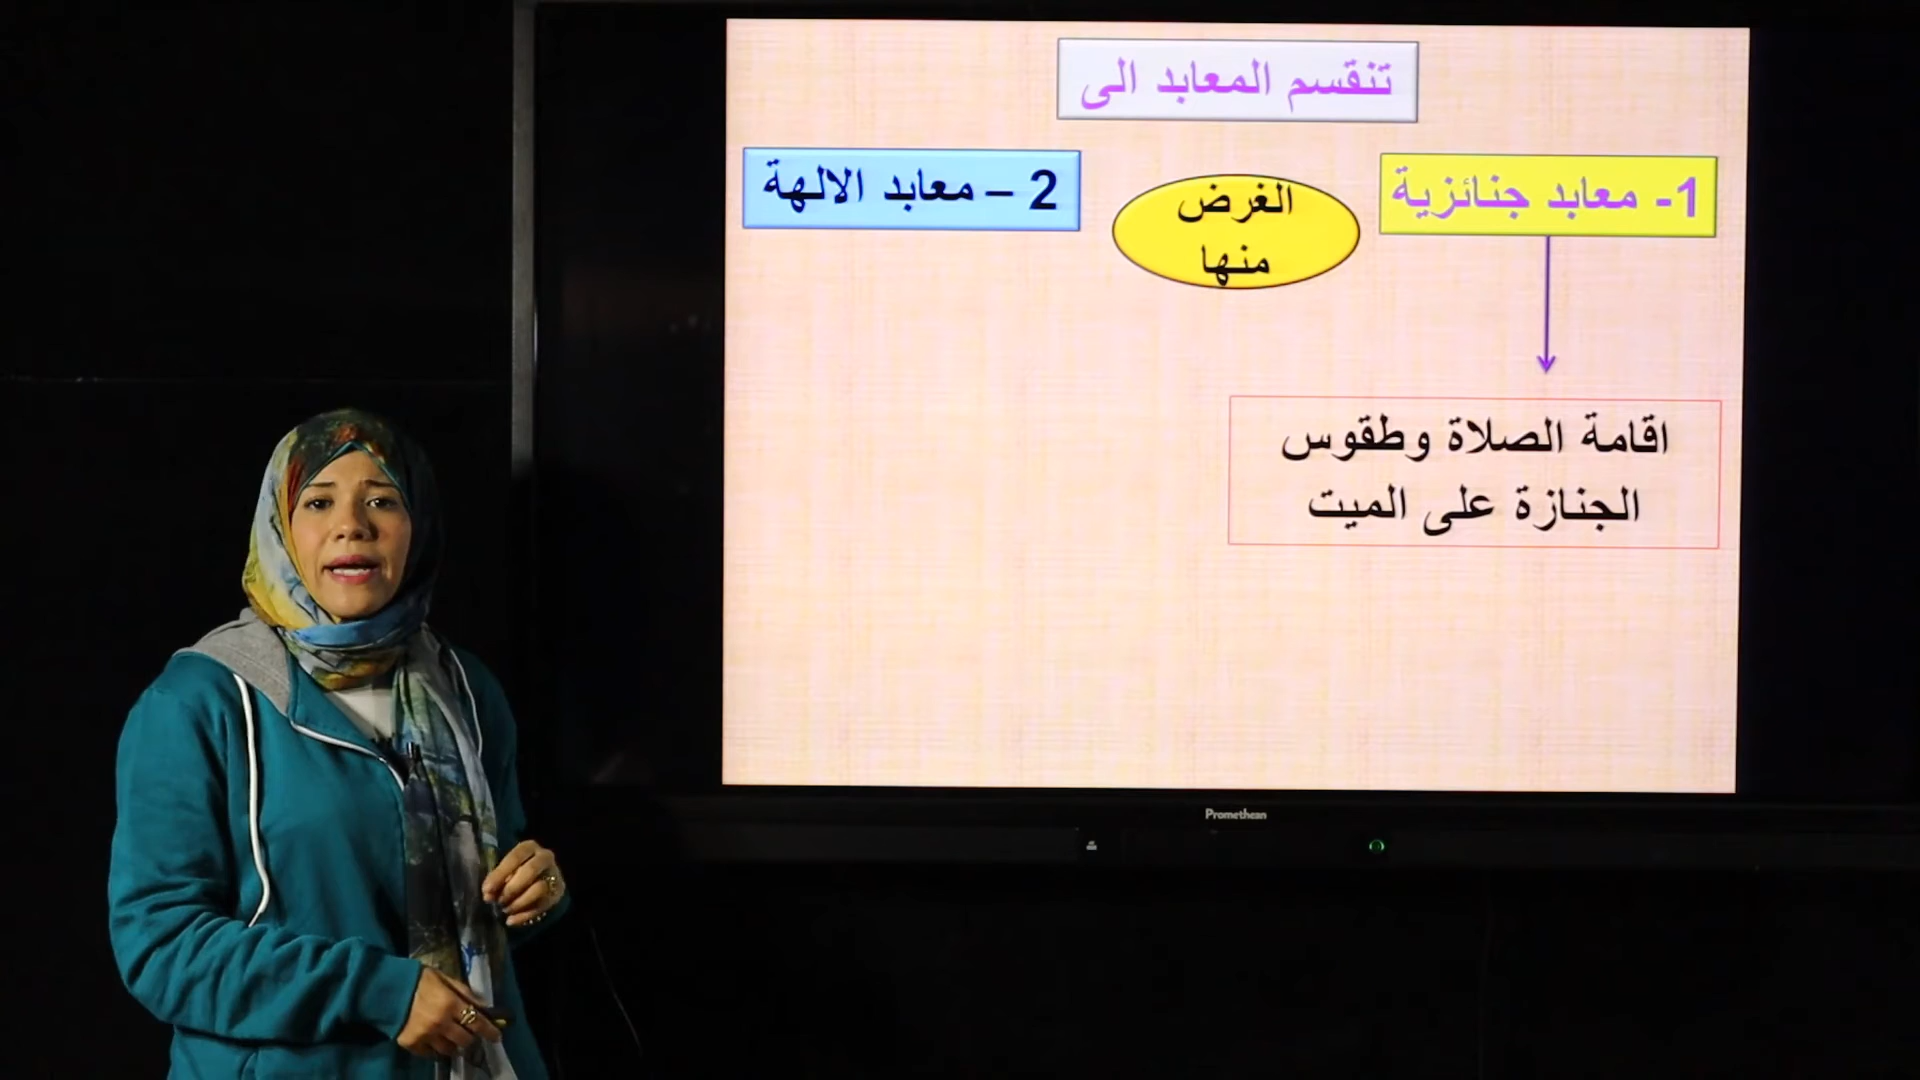 تنقسم المعابد الى
1- معابد جنائزية
الغرض
منها
2 – معابد الالهة
اقامة الصلاة وطقوس
الجنازة على الميت
Promethean